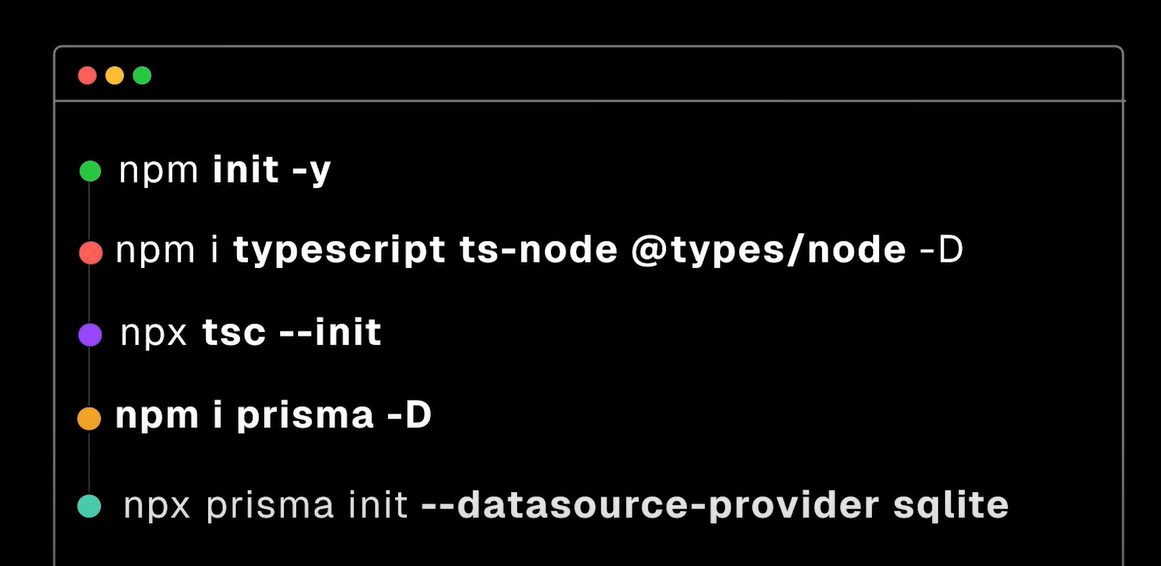 npm init -y
npm i typescript ts-node @types/node -D
npx tsc --init
npm i prisma -D
npx prisma init --datasource-provider sqlite